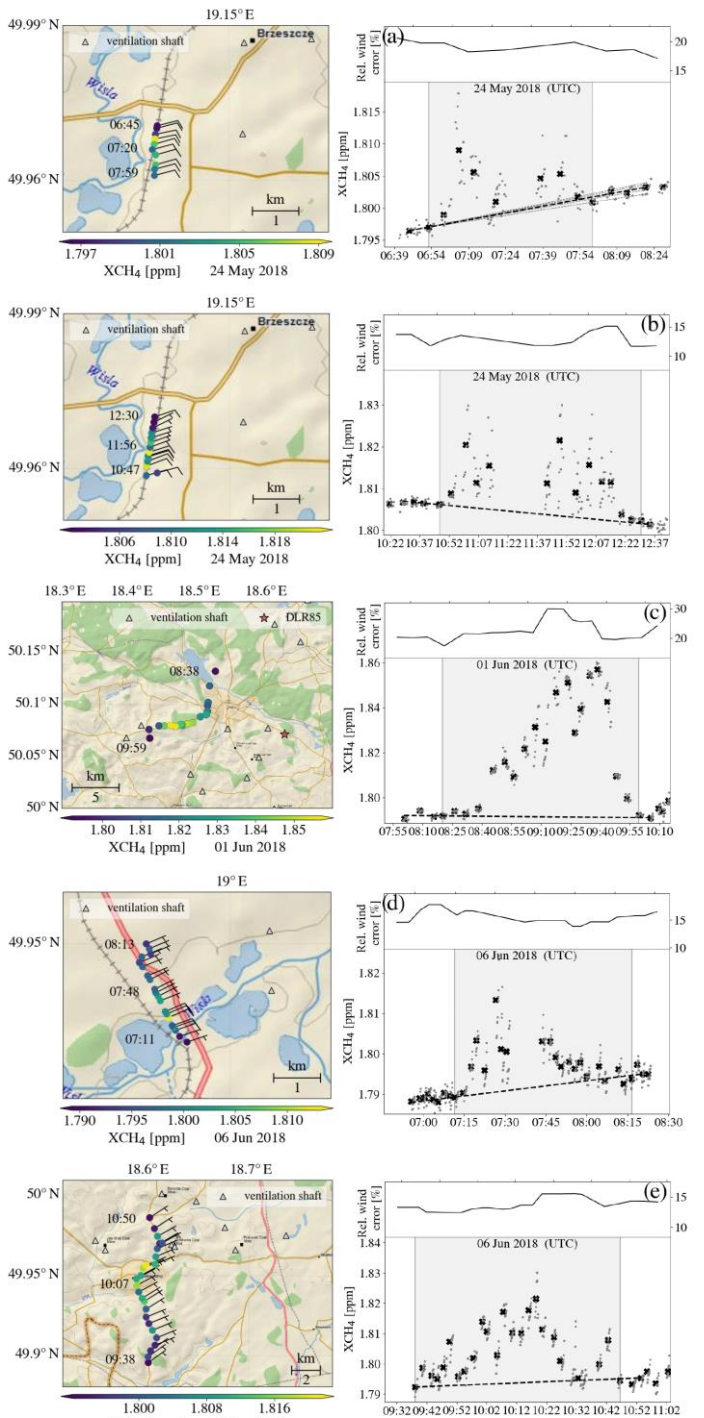 19.15° E
49.99° N
△ ventilation shaft
Brzeszcze
Wisla
06:45
07:20
07:59
49.96° N
km
1
1.797 1.801 1.805 1.809
XCH₄ [ppm] 24 May 2018
(a)
Rel. wind
error [%]
20
15
24 May 2018 (UTC)
XCH₄ [ppm]
1.815
1.810
1.805
1.800
1.795
06:39 06:54 07:09 07:24 07:39 07:54 08:09 08:24
19.15° E
49.99° N
△ ventilation shaft
Brzeszcze
Wisla
12:30
11:56
10:47
49.96° N
km
1
1.806 1.810 1.814 1.818
XCH₄ [ppm] 24 May 2018
(b)
Rel. wind
error [%]
15
10
24 May 2018 (UTC)
XCH₄ [ppm]
1.83
1.82
1.81
1.80
10:22 10:37 10:52 11:07 11:22 11:37 11:52 12:07 12:22 12:37
18.3° E 18.4° E 18.5° E 18.6° E
△ ventilation shaft ★ DLR85
50.15° N
08:38
50.1° N
09:59
50.05° N
km
5
50° N
1.80 1.81 1.82 1.83 1.84 1.85
XCH₄ [ppm] 01 Jun 2018
(c)
Rel. wind
error [%]
30
20
01 Jun 2018 (UTC)
XCH₄ [ppm]
1.86
1.84
1.82
1.80
07:55 08:10 08:25 08:40 08:55 09:10 09:25 09:40 09:55 10:10
19° E
△ ventilation shaft
49.95° N
08:13
07:48
07:11
km
1
1.790 1.795 1.800 1.805 1.810
XCH₄ [ppm] 06 Jun 2018
(d)
Rel. wind
error [%]
15
10
06 Jun 2018 (UTC)
XCH₄ [ppm]
1.82
1.81
1.80
1.79
07:00 07:15 07:30 07:45 08:00 08:15 08:30
18.6° E 18.7° E
50° N
△ ventilation shaft
10:50
49.95° N
10:07
49.9° N
09:38
km
2
1.800 1.808 1.816
(e)
Rel. wind
error [%]
15
10
06 Jun 2018 (UTC)
XCH₄ [ppm]
1.84
1.83
1.82
1.81
1.80
1.79
09:32 09:42 09:52 10:02 10:12 10:22 10:32 10:42 10:52 11:02